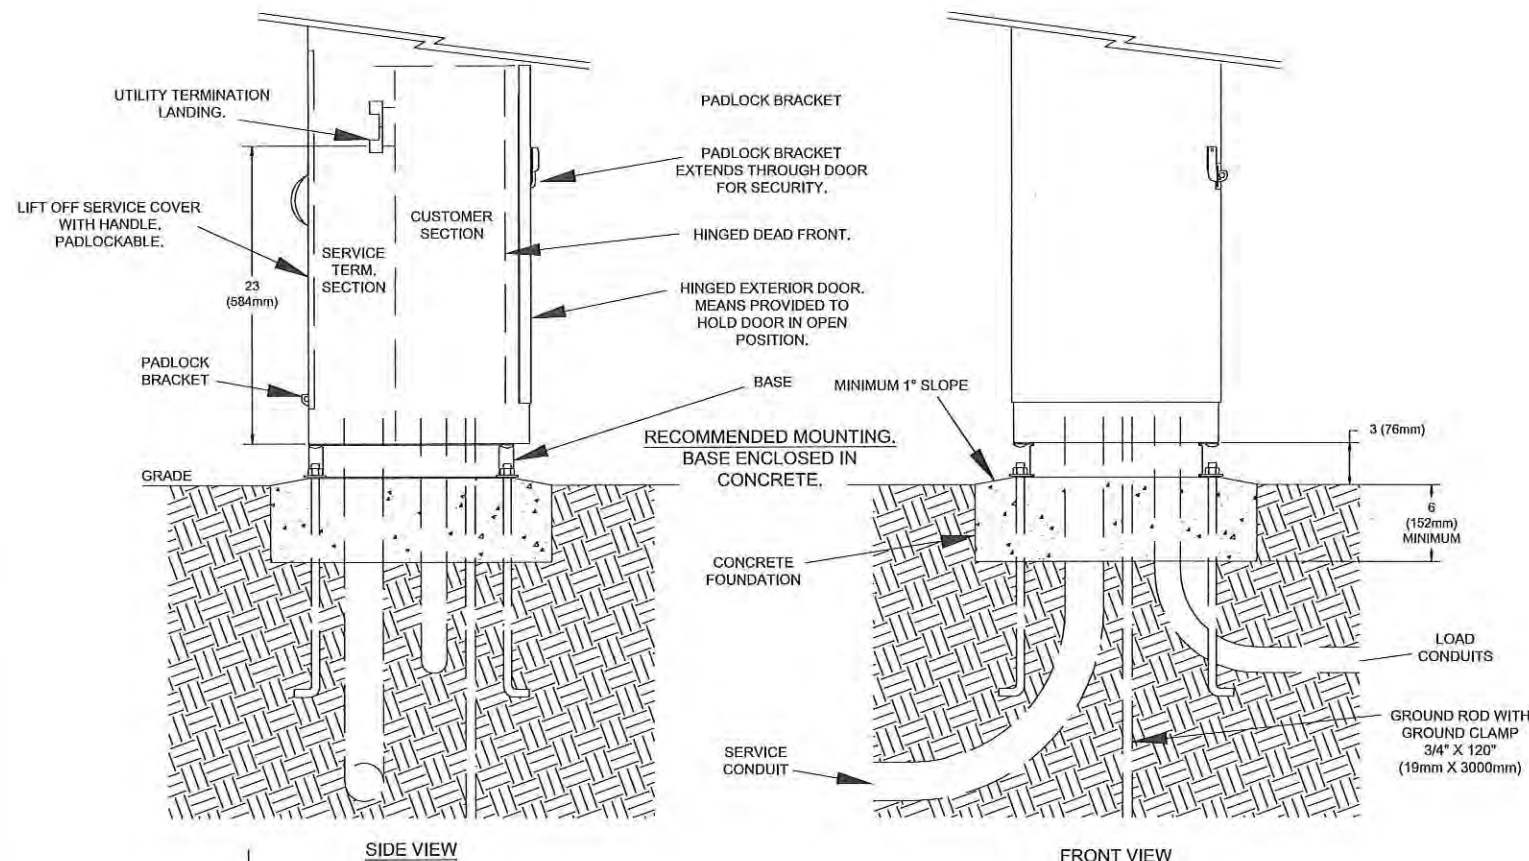 UTILITY TERMINATION
LANDING.
LIFT OFF SERVICE COVER
WITH HANDLE,
PADLOCKABLE.
23
(584mm)
PADLOCK
BRACKET
GRADE
SERVICE
TERM.
SECTION
CUSTOMER
SECTION
PADLOCK BRACKET
PADLOCK BRACKET
EXTENDS THROUGH DOOR
FOR SECURITY.
HINGED DEAD FRONT.
HINGED EXTERIOR DOOR.
MEANS PROVIDED TO
HOLD DOOR IN OPEN
POSITION.
BASE
RECOMMENDED MOUNTING.
BASE ENCLOSED IN
CONCRETE.
SIDE VIEW
MINIMUM 1° SLOPE
CONCRETE
FOUNDATION
SERVICE
CONDUIT
3 (76mm)
6
(152mm)
MINIMUM
LOAD
CONDUITS
GROUND ROD WITH
GROUND CLAMP
3/4" X 120"
(19mm X 3000mm)
FRONT VIEW